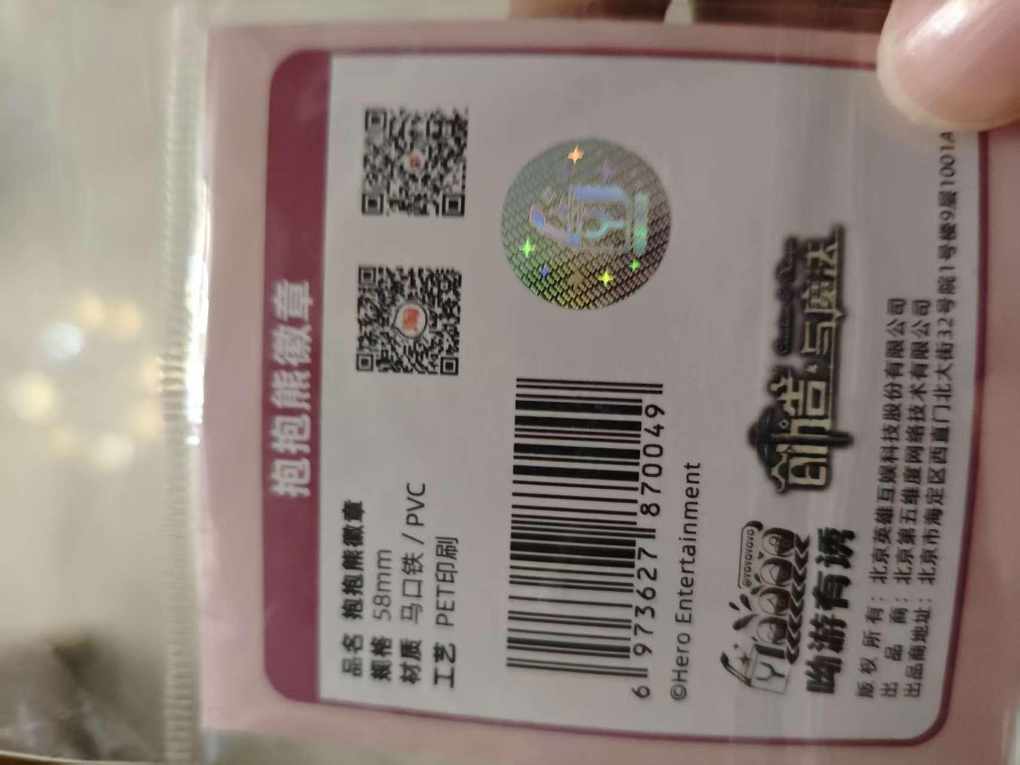 抱抱熊徽章
品名 抱抱熊徽章
规格 58mm
材质 马口铁/PVC
工艺 PET印刷
6 973627 870049
©Hero Entertainment
@YOYOYOYO
呦游有诱
创造与魔法
版权所有：北京英雄互娱科技股份有限公司
出品商：北京第五维度网络技术有限公司
出品商地址：北京市海淀区西直门北大街32号院1号楼9层1001A